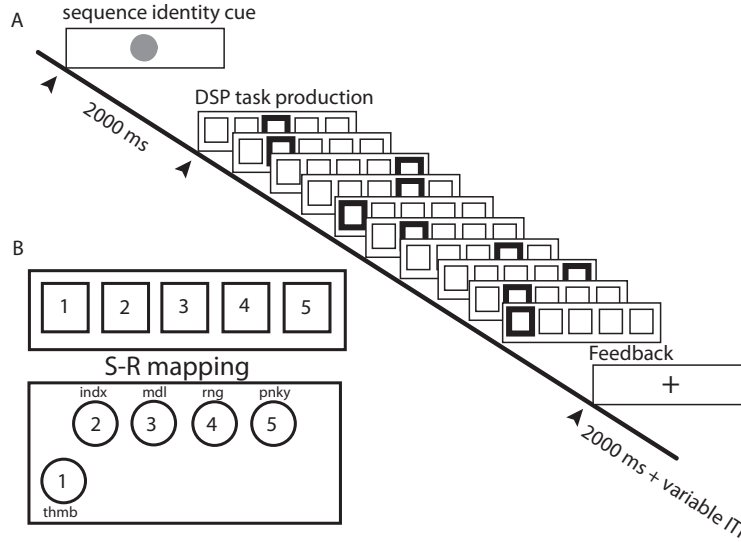 A
sequence identity cue
2000 ms
DSP task production
B
1 2 3 4 5
S-R mapping
indx mdl rng pnky
2 3 4 5
1
thmb
Feedback
+
2000 ms + variable ITI